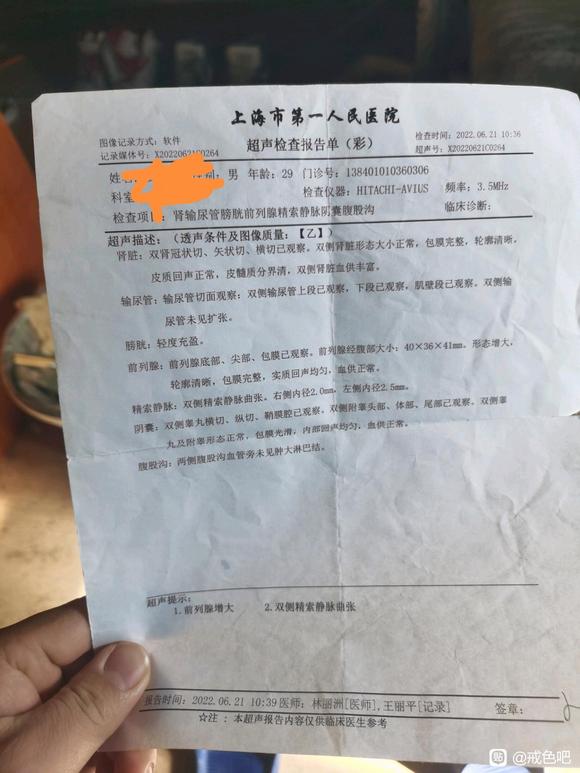 上海市第一人民医院
图像记录方式: 软件
超声检查报告单（彩）
检查时间: 2022.06.21 10:36
记录媒体号: X20220621C0264
超声号: X20220621C0264
姓 别: 男 年龄: 29 门诊号: 138401010360306
科室 检查仪器: HITACHI-AVIUS 频率: 3.5MHz
检查项目: 肾输尿管膀胱前列腺精索静脉阴囊腹股沟 临床诊断:
超声描述: (透声条件及图像质量: 【乙】)
肾脏: 双肾冠状切、矢状切、横切已观察。双侧肾脏形态大小正常，包膜完整，轮廓清晰，
皮质回声正常，皮髓质分界清，双侧肾脏血供丰富。
输尿管: 输尿管切面观察: 双侧输尿管上段已观察，下段已观察，肌壁段已观察。双侧输
尿管未见扩张。
膀胱: 轻度充盈。
前列腺: 前列腺底部、尖部、包膜已观察。前列腺经腹部大小: 40×36×41mm。形态增大，
轮廓清晰，包膜完整，实质回声均匀，血供正常。
精索静脉: 双侧精索静脉曲张。右侧内径2.0mm，左侧内径2.5mm。
阴囊: 双侧睾丸横切、纵切、鞘膜腔已观察，双侧附睾头部、体部、尾部已观察。双侧睾
丸及附睾形态正常，包膜光滑，内部回声均匀，血供正常。
腹股沟: 两侧腹股沟血管旁未见肿大淋巴结。
超声提示:
1.前列腺增大 2.双侧精索静脉曲张
报告时间: 2022.06.21 10:39 医师: 林丽洲[医师],王丽平[记录] 签章:
☆注 : 本超声报告内容仅供临床医生参考
贴吧 @戒色吧